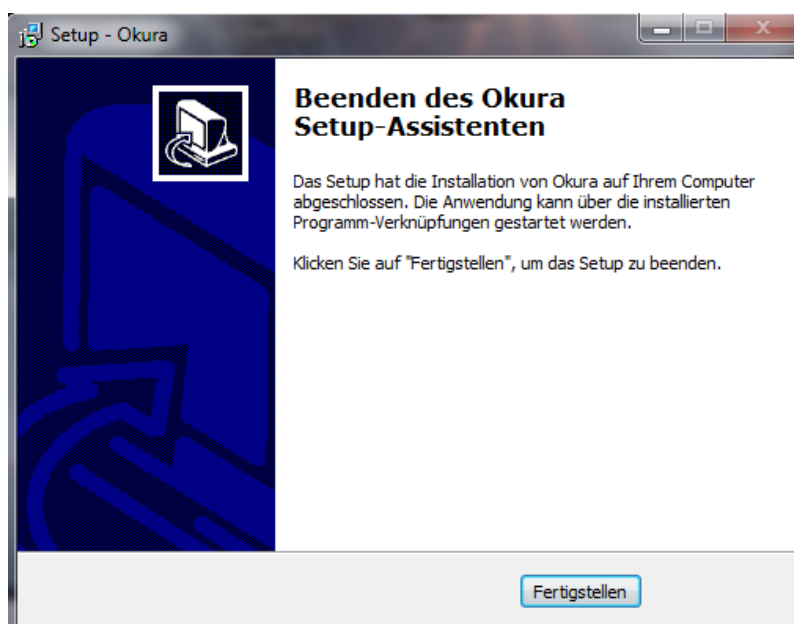 Setup - Okura
Beenden des Okura
Setup-Assistenten
Das Setup hat die Installation von Okura auf Ihrem Computer
abgeschlossen. Die Anwendung kann über die installierten
Programm-Verknüpfungen gestartet werden.
Klicken Sie auf "Fertigstellen", um das Setup zu beenden.
Fertigstellen